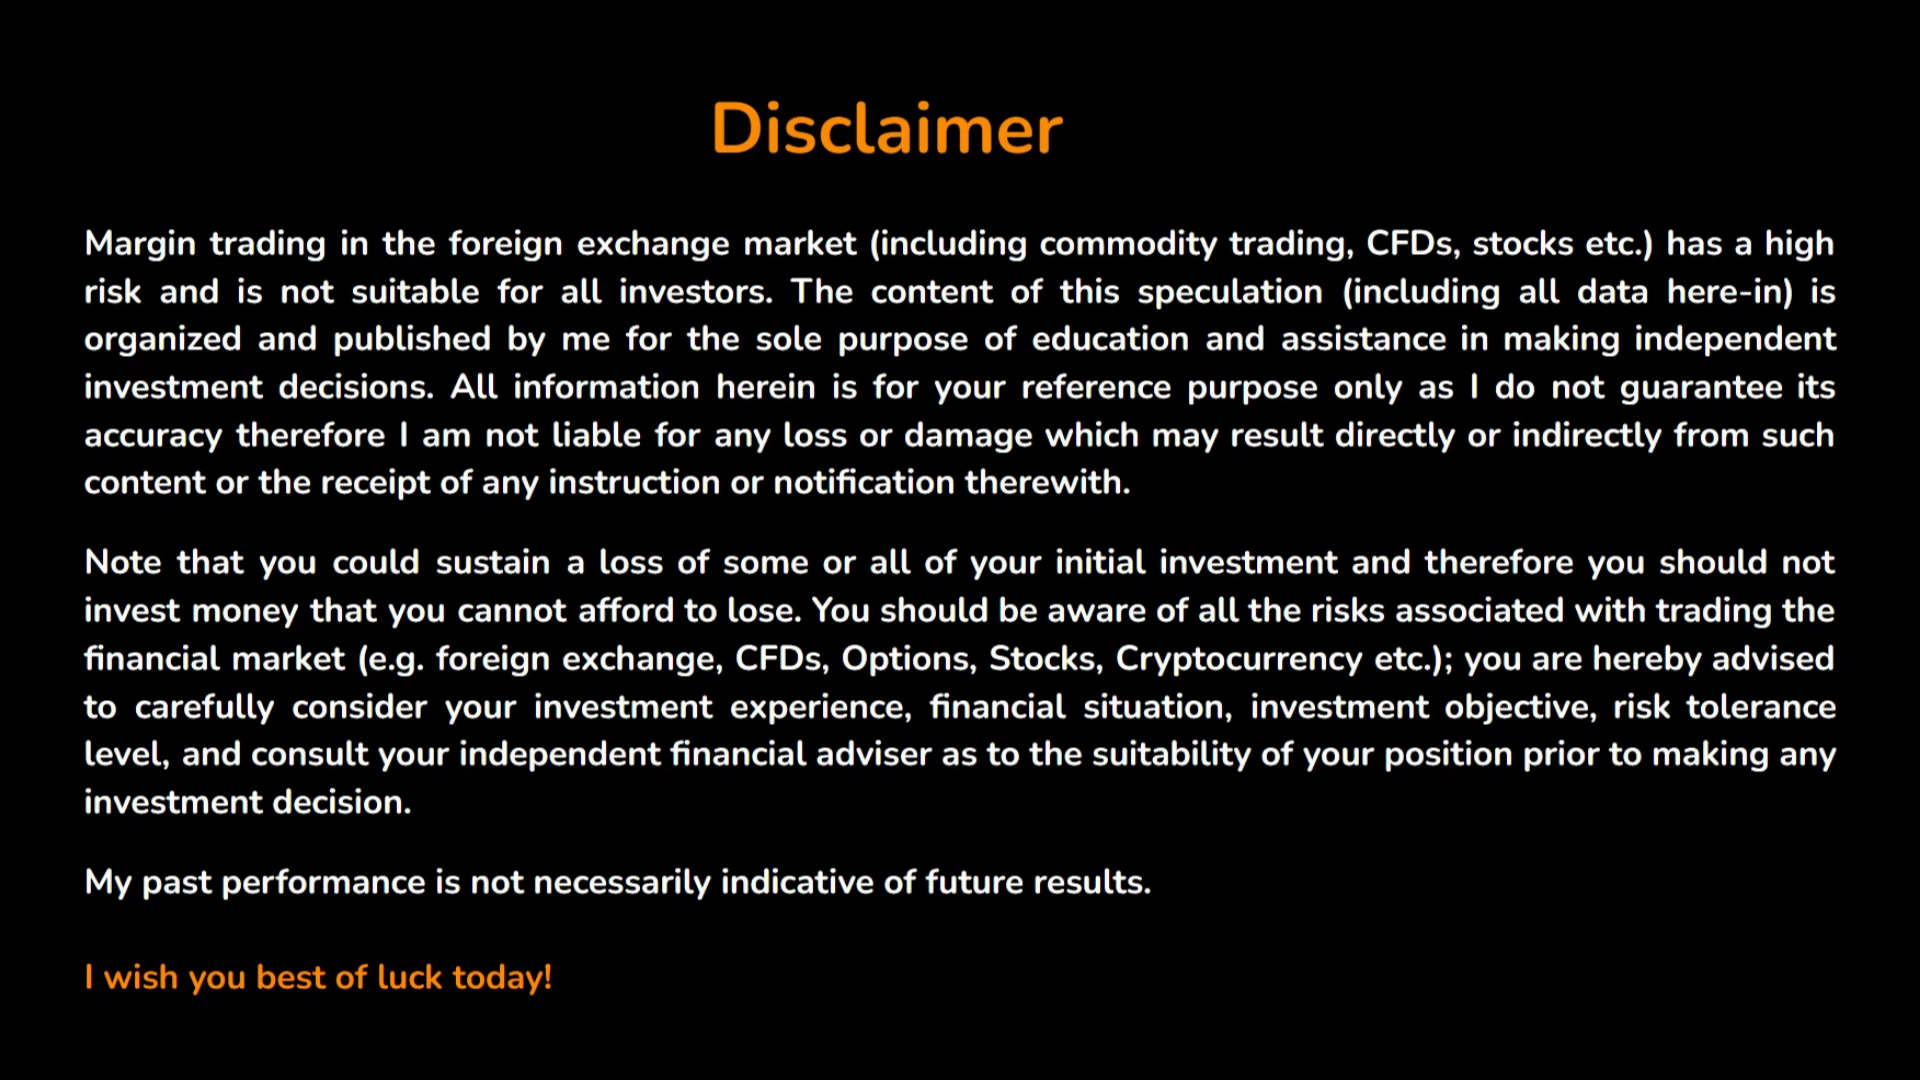 Disclaimer
Margin trading in the foreign exchange market (including commodity trading, CFDs, stocks etc.) has a high
risk and is not suitable for all investors. The content of this speculation (including all data here-in) is
organized and published by me for the sole purpose of education and assistance in making independent
investment decisions. All information herein is for your reference purpose only as I do not guarantee its
accuracy therefore I am not liable for any loss or damage which may result directly or indirectly from such
content or the receipt of any instruction or notification therewith.
Note that you could sustain a loss of some or all of your initial investment and therefore you should not
invest money that you cannot afford to lose. You should be aware of all the risks associated with trading the
financial market (e.g. foreign exchange, CFDs, Options, Stocks, Cryptocurrency etc.); you are hereby advised
to carefully consider your investment experience, financial situation, investment objective, risk tolerance
level, and consult your independent financial adviser as to the suitability of your position prior to making any
investment decision.
My past performance is not necessarily indicative of future results.
I wish you best of luck today!